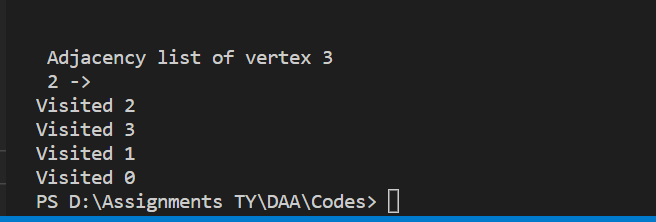 Adjacency list of vertex 3
2 ->
Visited 2
Visited 3
Visited 1
Visited 0
PS D:\Assignments TY\DAA\Codes>